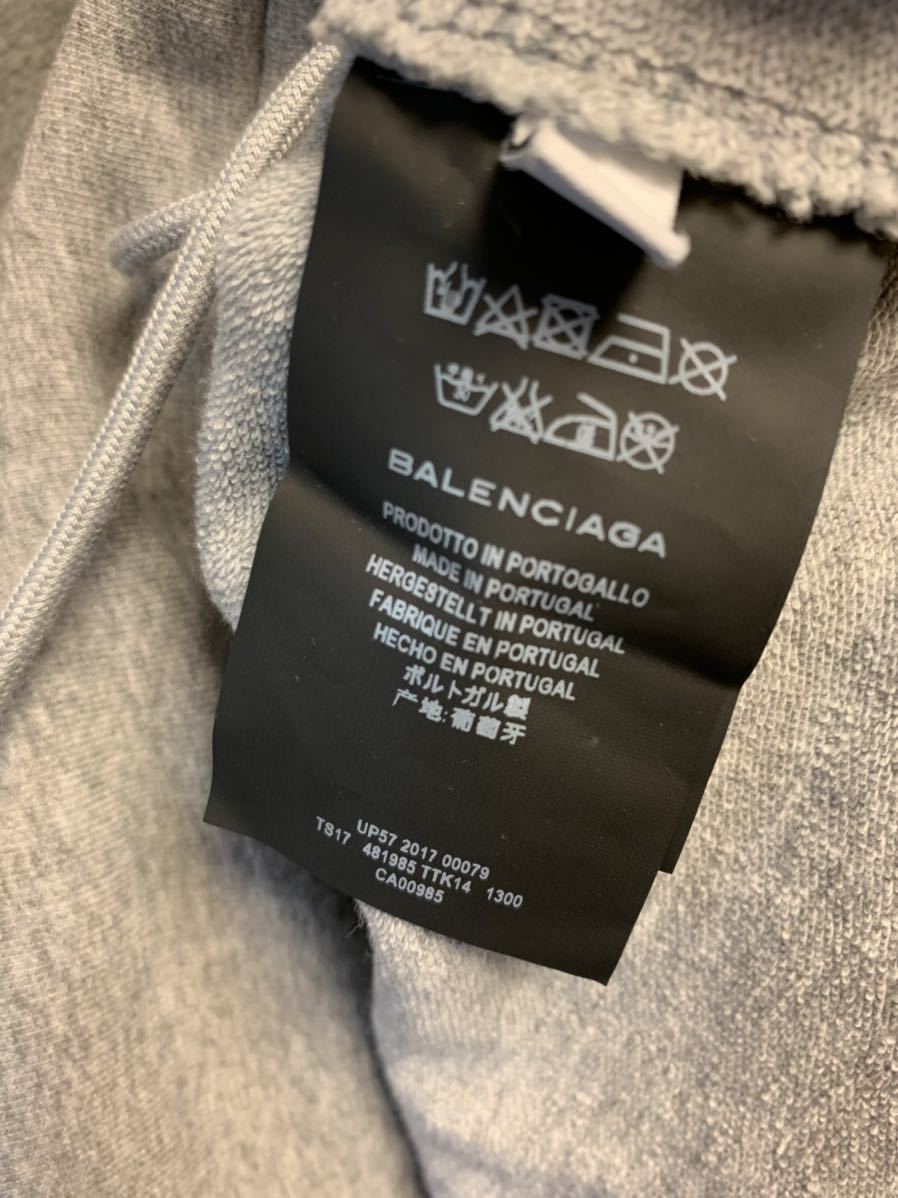 BALENCIAGA
PRODOTTO IN PORTOGALLO
MADE IN PORTUGAL
HERGESTELLT IN PORTUGAL
FABRIQUE EN PORTUGAL
HECHO EN PORTUGAL
ポルトガル製
产地:葡萄牙
UP57 2017 00079
TS17 481985 TTK14 1300
CA00985